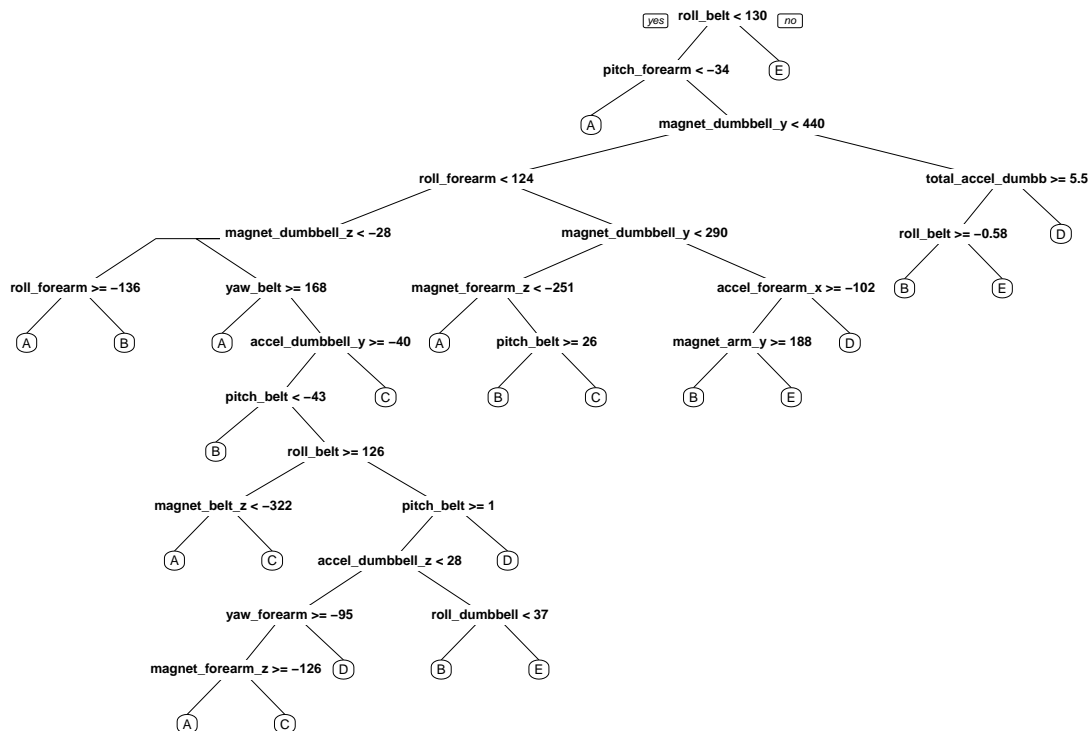 yes roll_belt < 130 no
pitch_forearm < −34 E
A magnet_dumbbell_y < 440
roll_forearm < 124 total_accel_dumbb >= 5.5
magnet_dumbbell_z < −28 magnet_dumbbell_y < 290 roll_belt >= −0.58 D
roll_forearm >= −136 yaw_belt >= 168 magnet_forearm_z < −251 accel_forearm_x >= −102 B E
A B A accel_dumbbell_y >= −40 A pitch_belt >= 26 magnet_arm_y >= 188 D
pitch_belt < −43 C B C B E
B roll_belt >= 126
magnet_belt_z < −322 pitch_belt >= 1
A C accel_dumbbell_z < 28 D
yaw_forearm >= −95 roll_dumbbell < 37
magnet_forearm_z >= −126 D B E
A C